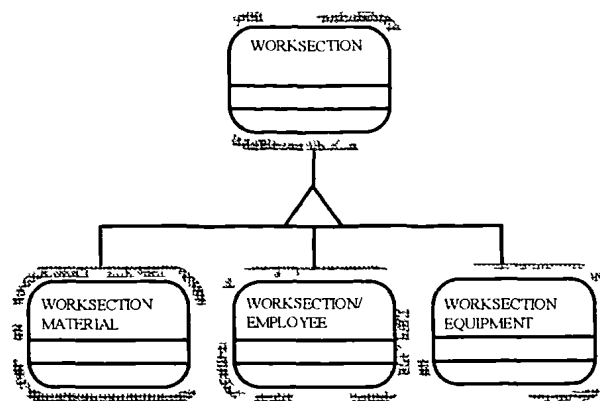 WORKSECTION
WORKSECTION
MATERIAL
WORKSECTION/
EMPLOYEE
WORKSECTION
EQUIPMENT